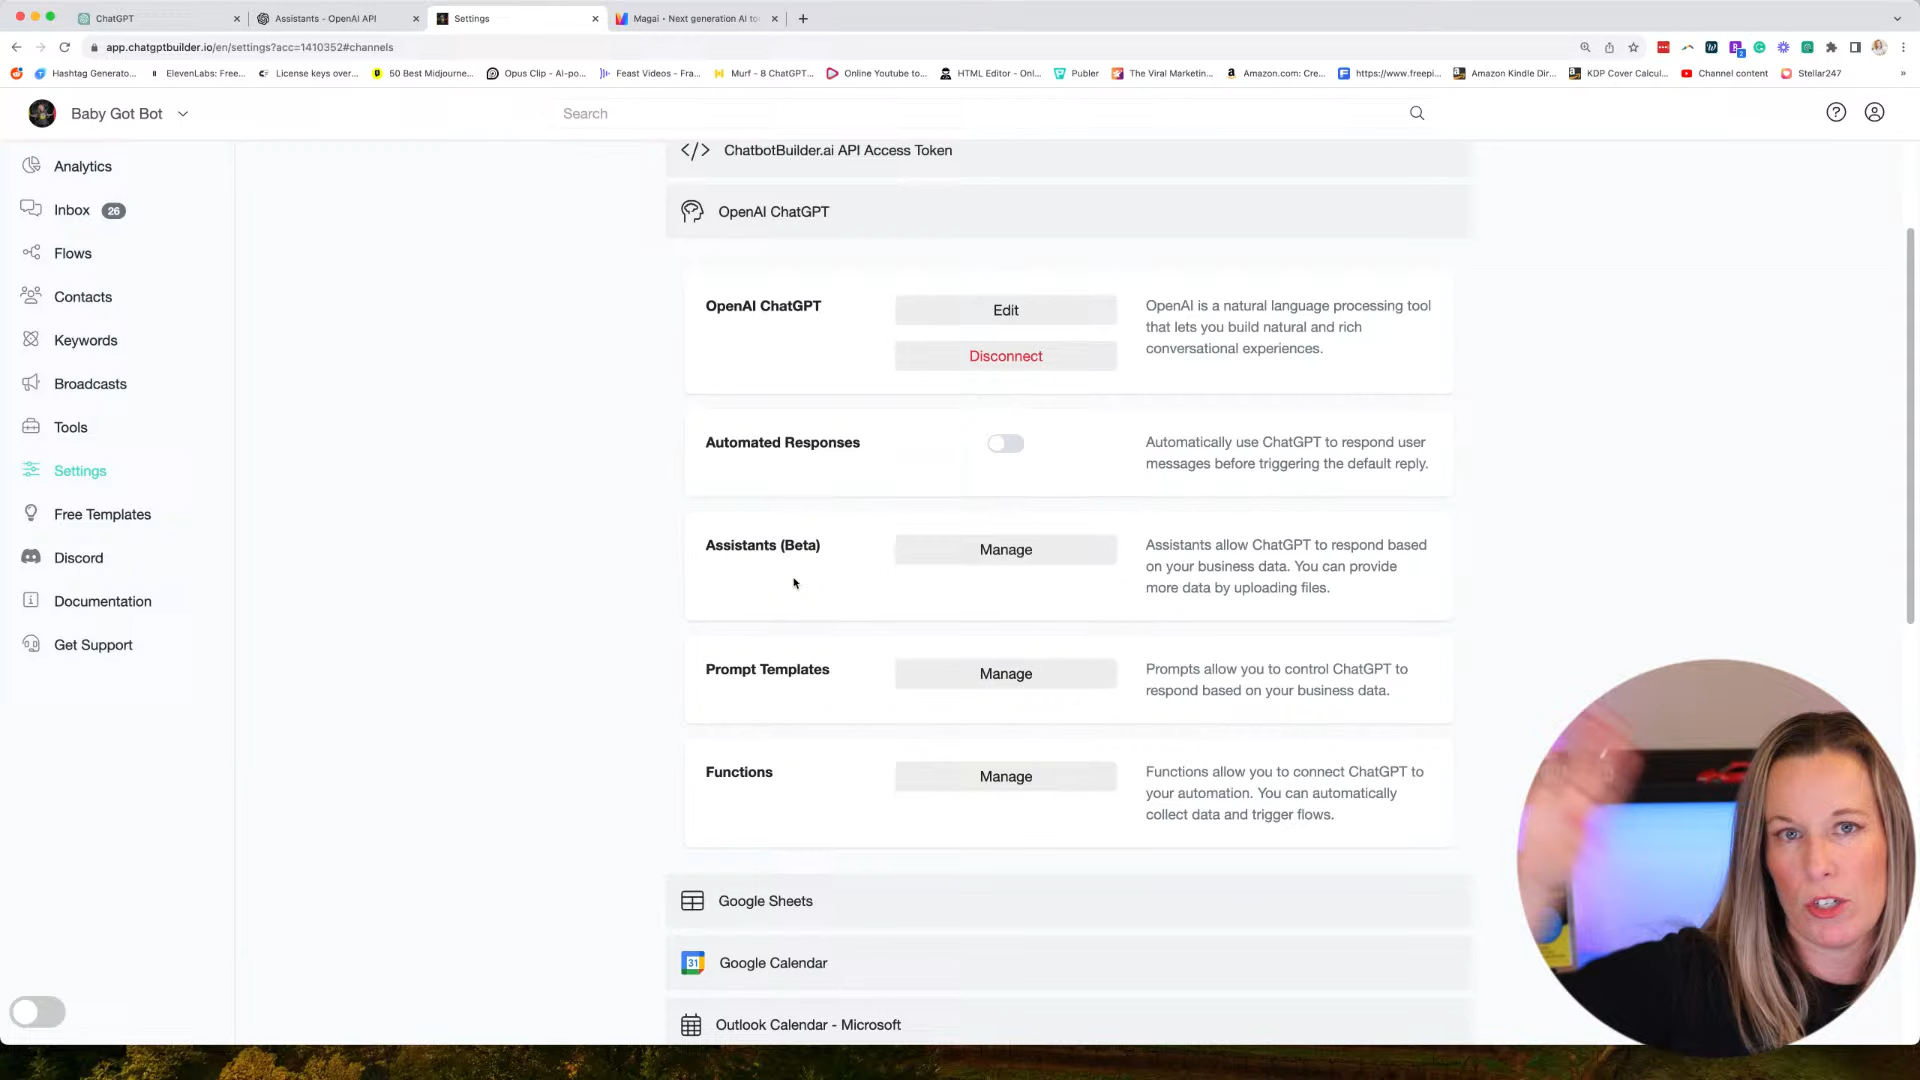 ChatGPT
Assistants - OpenAI API
Settings
Magai • Next generation AI to
app.chatgptbuilder.io/en/settings?acc=1410352#channels
Hashtag Generato...
ElevenLabs: Free...
License keys over...
50 Best Midjourne...
Opus Clip - AI-po...
Feast Videos - Fra...
Murf - 8 ChatGPT...
Online Youtube to...
HTML Editor - Onl...
Publer
The Viral Marketin...
Amazon.com: Cre...
https://www.freepi...
Amazon Kindle Dir...
KDP Cover Calcul...
Channel content
Stellar247
Baby Got Bot
Search
Analytics
Inbox 26
Flows
Contacts
Keywords
Broadcasts
Tools
Settings
Free Templates
Discord
Documentation
Get Support
</> ChatbotBuilder.ai API Access Token
OpenAI ChatGPT
OpenAI ChatGPT
Edit
Disconnect
OpenAI is a natural language processing tool
that lets you build natural and rich
conversational experiences.
Automated Responses
Automatically use ChatGPT to respond user
messages before triggering the default reply.
Assistants (Beta)
Manage
Assistants allow ChatGPT to respond based
on your business data. You can provide
more data by uploading files.
Prompt Templates
Manage
Prompts allow you to control ChatGPT to
respond based on your business data.
Functions
Manage
Functions allow you to connect ChatGPT to
your automation. You can automatically
collect data and trigger flows.
Google Sheets
31 Google Calendar
Outlook Calendar - Microsoft